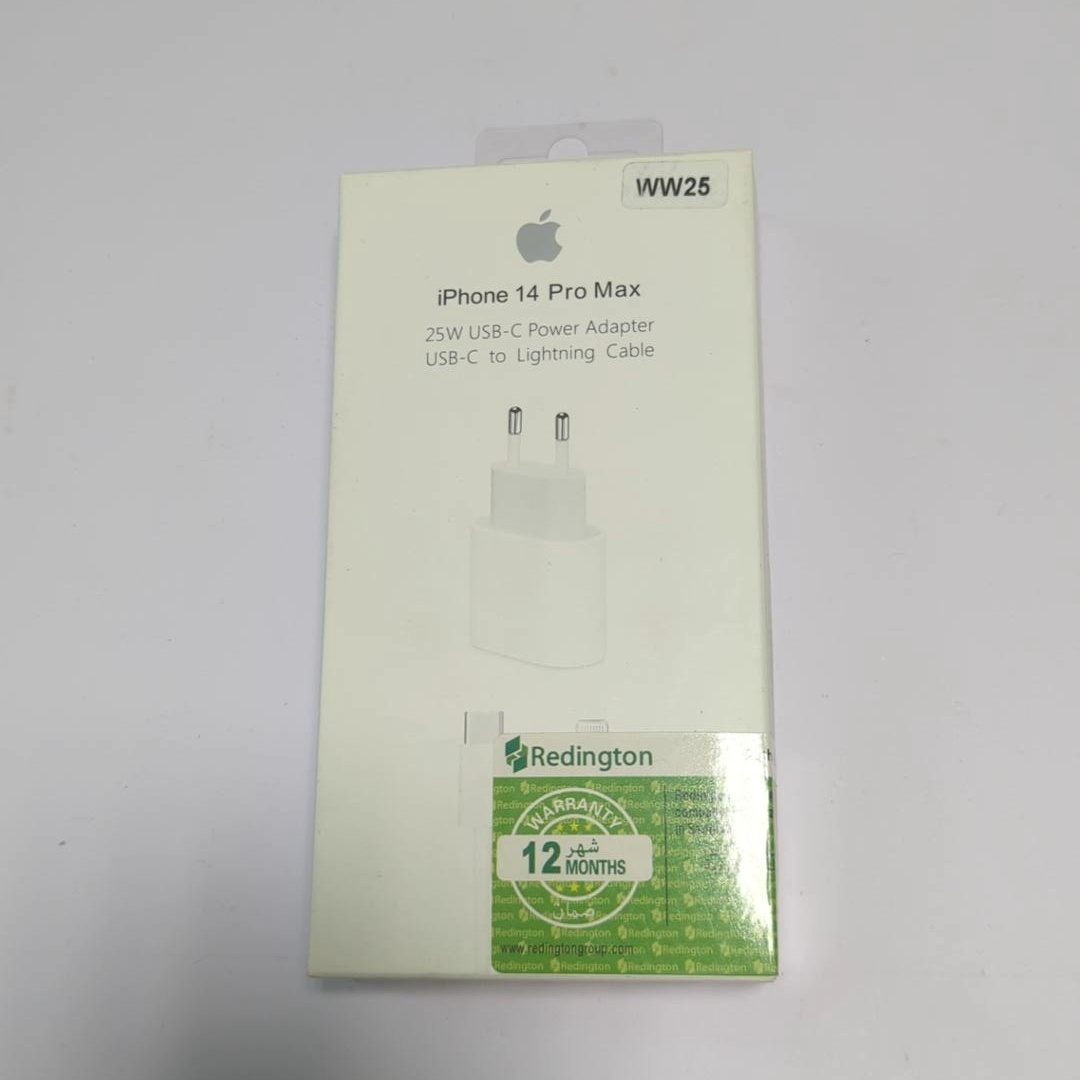 WW25
iPhone 14 Pro Max
25W USB-C Power Adapter
USB-C to Lightning Cable
Redington
WARRANTY
12 شهر
MONTHS
ضمان
www.redingtongroup.com